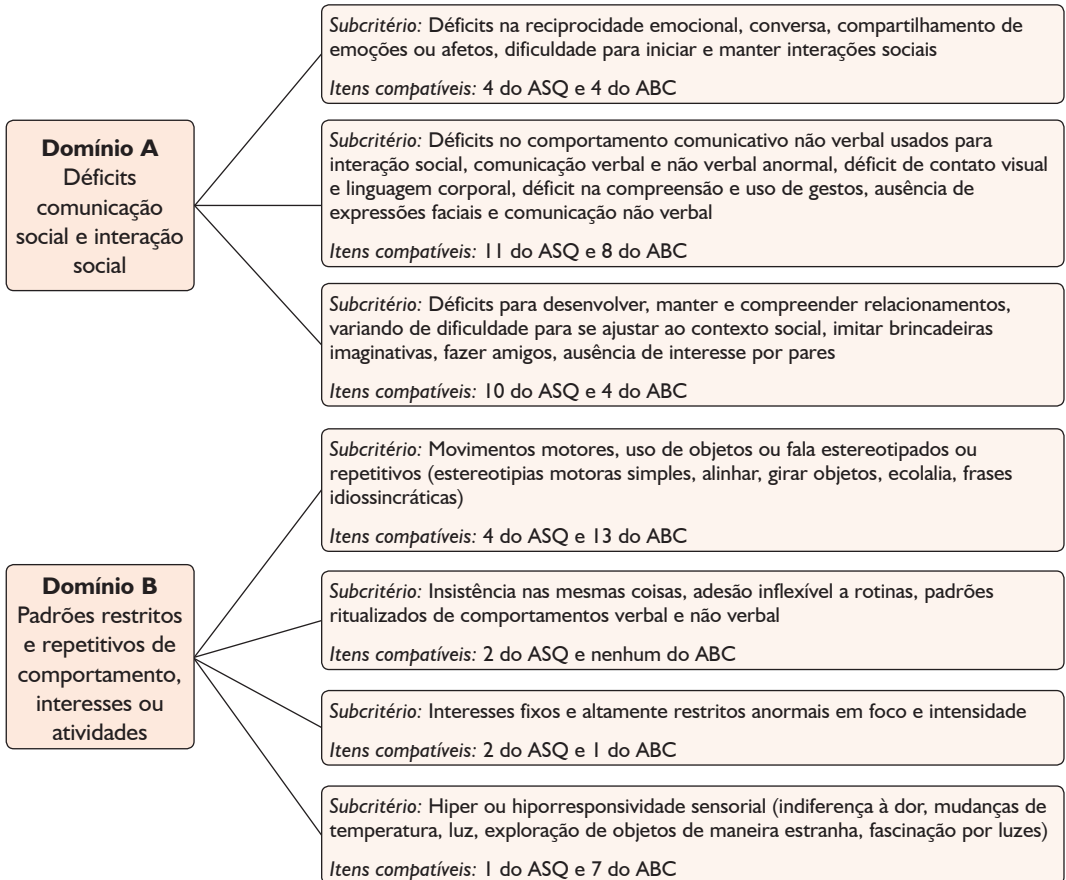 Subcritério: Déficits na reciprocidade emocional, conversa, compartilhamento de
emoções ou afetos, dificuldade para iniciar e manter interações sociais
Itens compatíveis: 4 do ASQ e 4 do ABC
Domínio A
Déficits
comunicação
social e interação
social
Subcritério: Déficits no comportamento comunicativo não verbal usados para
interação social, comunicação verbal e não verbal anormal, déficit de contato visual
e linguagem corporal, déficit na compreensão e uso de gestos, ausência de
expressões faciais e comunicação não verbal
Itens compatíveis: 11 do ASQ e 8 do ABC
Subcritério: Déficits para desenvolver, manter e compreender relacionamentos,
variando de dificuldade para se ajustar ao contexto social, imitar brincadeiras
imaginativas, fazer amigos, ausência de interesse por pares
Itens compatíveis: 10 do ASQ e 4 do ABC
Subcritério: Movimentos motores, uso de objetos ou fala estereotipados ou
repetitivos (estereotipias motoras simples, alinhar, girar objetos, ecolalia, frases
idiossincráticas)
Itens compatíveis: 4 do ASQ e 13 do ABC
Domínio B
Padrões restritos
e repetitivos de
comportamento,
interesses ou
atividades
Subcritério: Insistência nas mesmas coisas, adesão inflexível a rotinas, padrões
ritualizados de comportamentos verbal e não verbal
Itens compatíveis: 2 do ASQ e nenhum do ABC
Subcritério: Interesses fixos e altamente restritos anormais em foco e intensidade
Itens compatíveis: 2 do ASQ e 1 do ABC
Subcritério: Hiper ou hiporresponsividade sensorial (indiferença à dor, mudanças de
temperatura, luz, exploração de objetos de maneira estranha, fascinação por luzes)
Itens compatíveis: 1 do ASQ e 7 do ABC